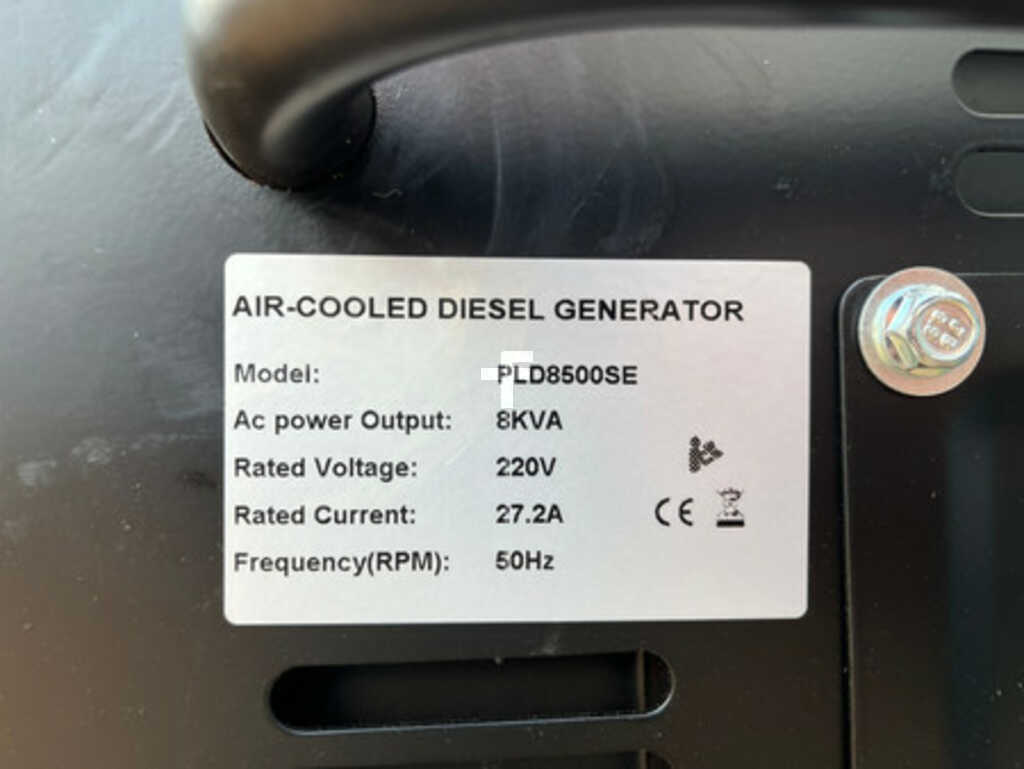 AIR-COOLED DIESEL GENERATOR
Model: PLD8500SE
Ac power Output: 8KVA
Rated Voltage: 220V
Rated Current: 27.2A
Frequency(RPM): 50Hz
CE